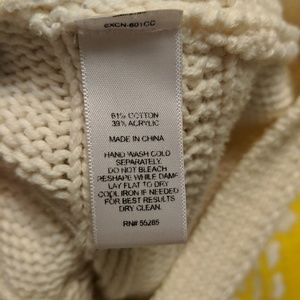 6XCN-601CC
61% COTTON
39% ACRYLIC
MADE IN CHINA
HAND WASH COLD
SEPARATELY.
DO NOT BLEACH
RESHAPE WHILE DAMP
LAY FLAT TO DRY
COOL IRON IF NEEDED
FOR BEST RESULTS
DRY CLEAN.
RN# 55285